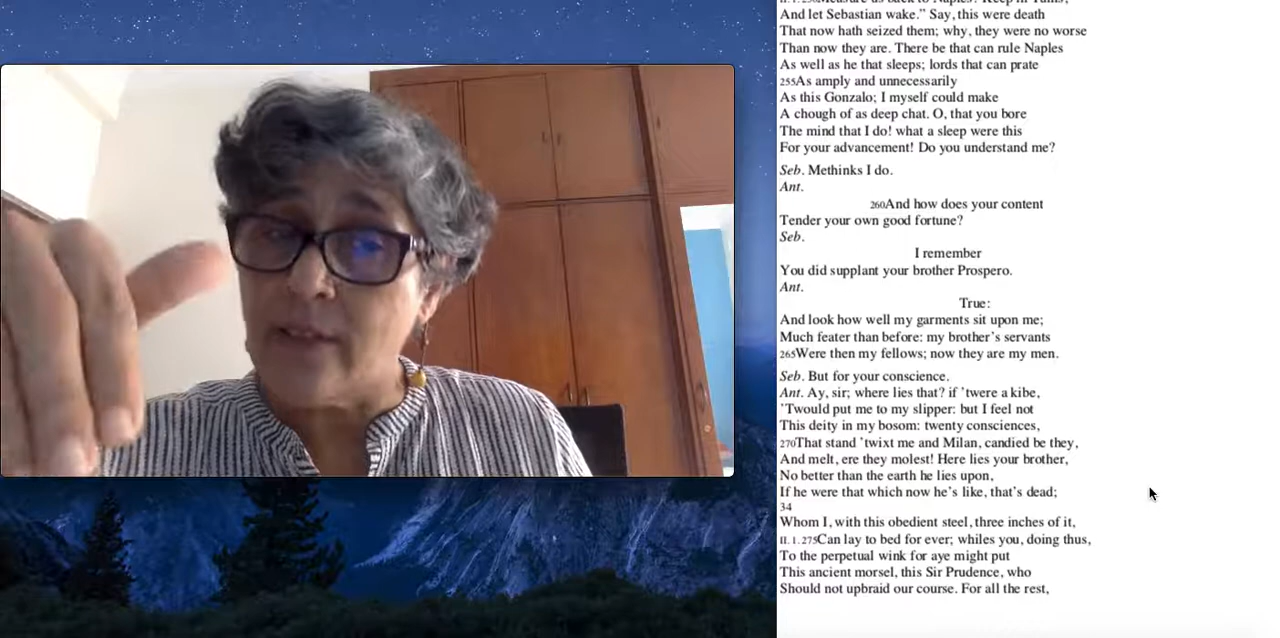 And let Sebastian wake.” Say, this were death
That now hath seized them; why, they were no worse
Than now they are. There be that can rule Naples
As well as he that sleeps; lords that can prate
255As amply and unnecessarily
As this Gonzalo; I myself could make
A chough of as deep chat. O, that you bore
The mind that I do! what a sleep were this
For your advancement! Do you understand me?
Seb. Methinks I do.
Ant.
260And how does your content
Tender your own good fortune?
Seb.
I remember
You did supplant your brother Prospero.
Ant.
True:
And look how well my garments sit upon me;
Much feater than before: my brother’s servants
265Were then my fellows; now they are my men.
Seb. But for your conscience.
Ant. Ay, sir; where lies that? if ’twere a kibe,
’Twould put me to my slipper: but I feel not
This deity in my bosom: twenty consciences,
270That stand ’twixt me and Milan, candied be they,
And melt, ere they molest! Here lies your brother,
No better than the earth he lies upon,
If he were that which now he’s like, that’s dead;
34
Whom I, with this obedient steel, three inches of it,
II. 1. 275Can lay to bed for ever; whiles you, doing thus,
To the perpetual wink for aye might put
This ancient morsel, this Sir Prudence, who
Should not upbraid our course. For all the rest,